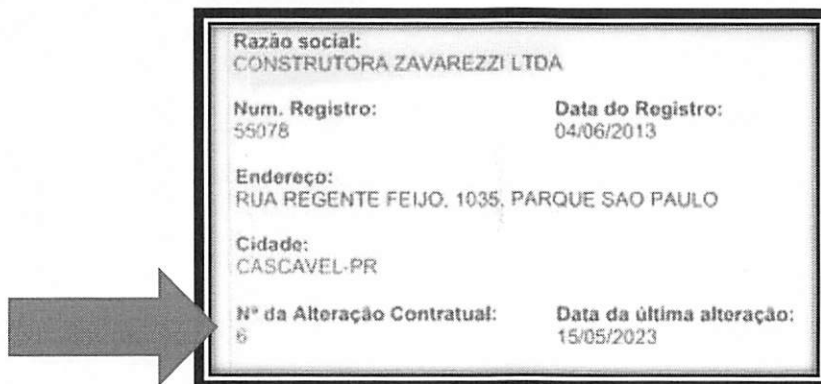 Razão social:
CONSTRUTORA ZAVAREZZI LTDA
Num. Registro: Data do Registro:
55078 04/06/2013
Endereço:
RUA REGENTE FEIJO, 1035, PARQUE SAO PAULO
Cidade:
CASCAVEL-PR
Nº da Alteração Contratual: Data da última alteração:
6 15/05/2023